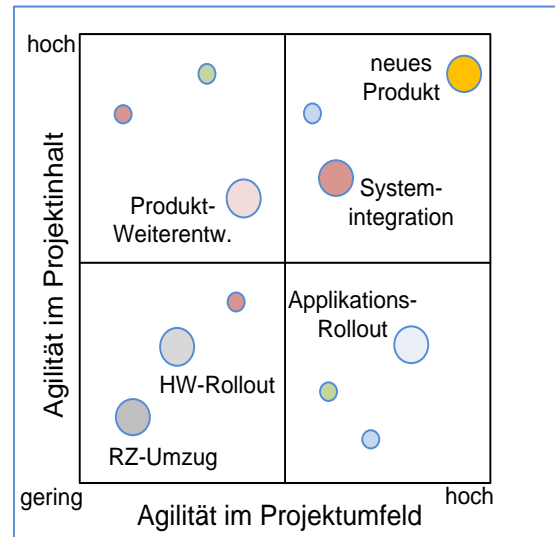 hoch
neues
Produkt
System-
integration
Produkt-
Weiterentw.
Agilität im Projektinhalt
Applikations-
Rollout
HW-Rollout
RZ-Umzug
gering
hoch
Agilität im Projektumfeld